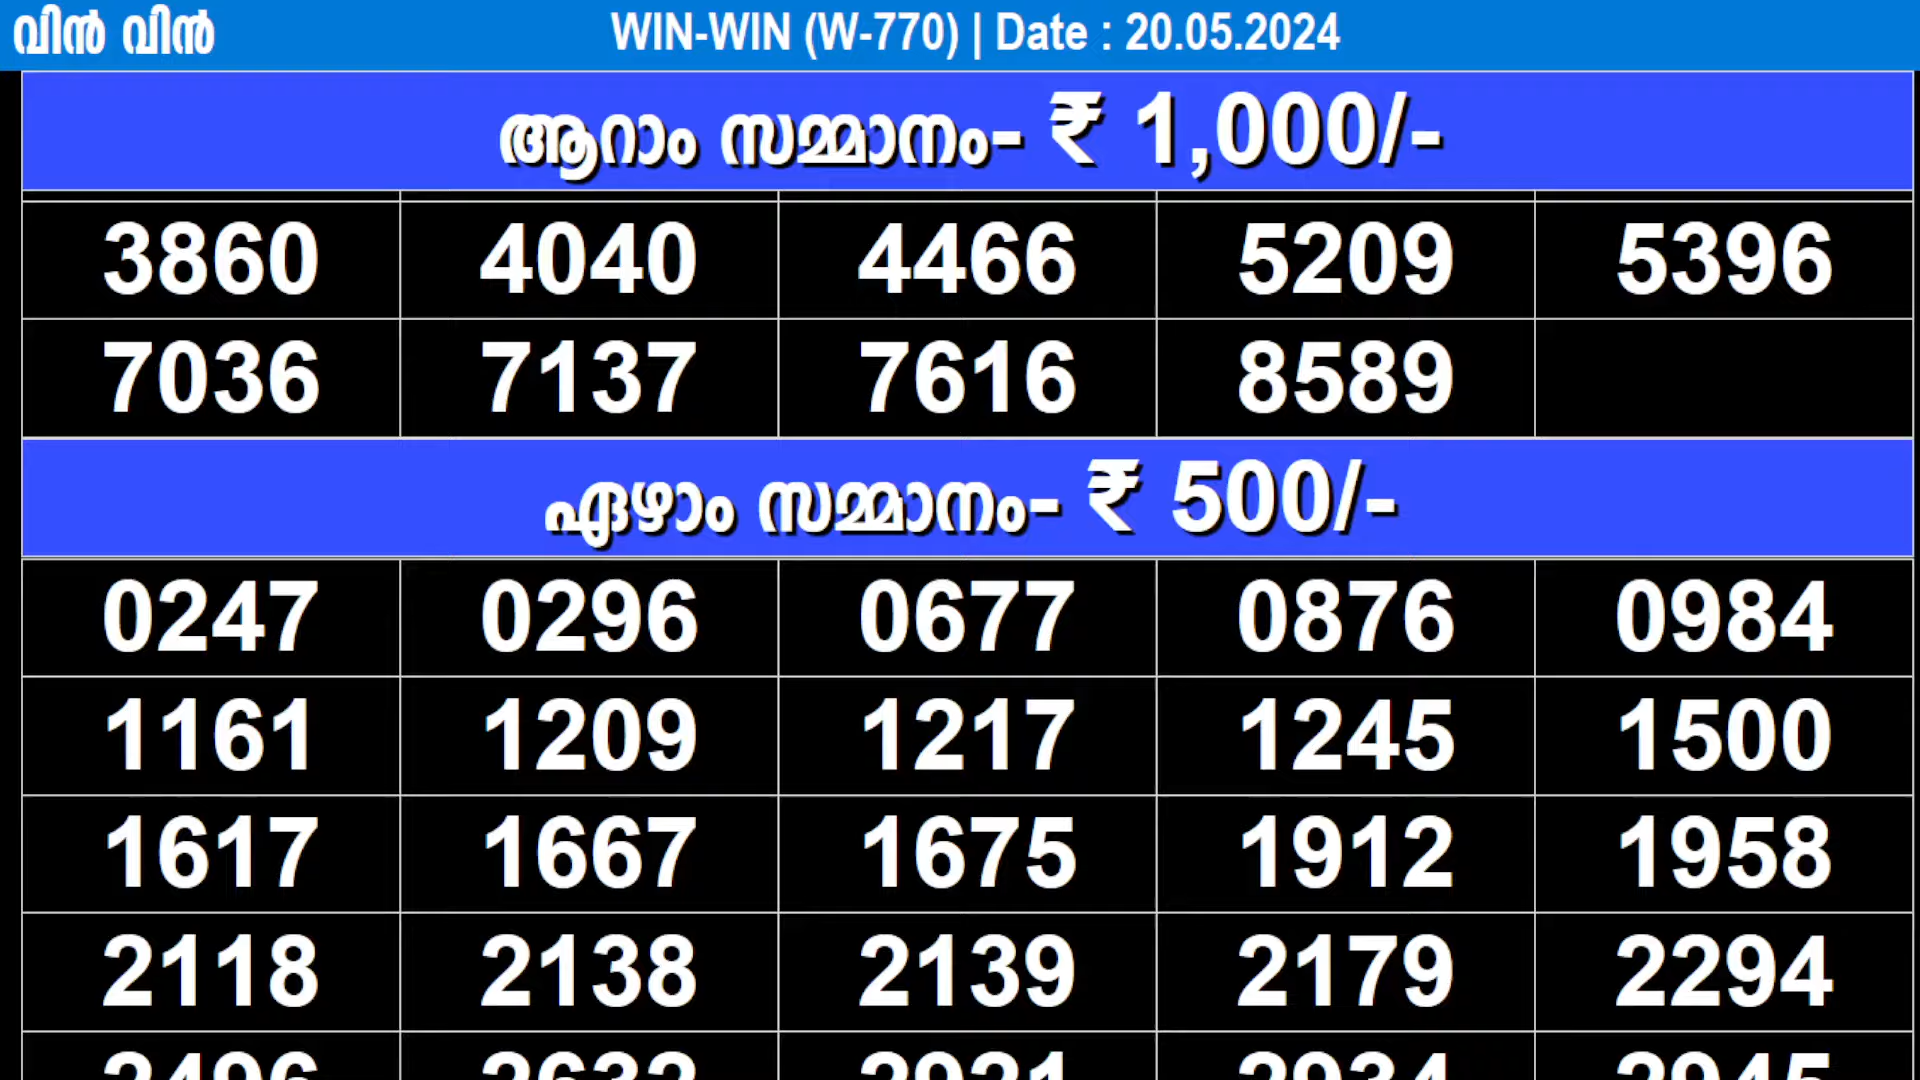 വിൻ വിൻ WIN-WIN (W-770) | Date : 20.05.2024
ആറാം സമ്മാനം- ₹ 1,000/-
3860 4040 4466 5209 5396
7036 7137 7616 8589
ഏഴാം സമ്മാനം- ₹ 500/-
0247 0296 0677 0876 0984
1161 1209 1217 1245 1500
1617 1667 1675 1912 1958
2118 2138 2139 2179 2294